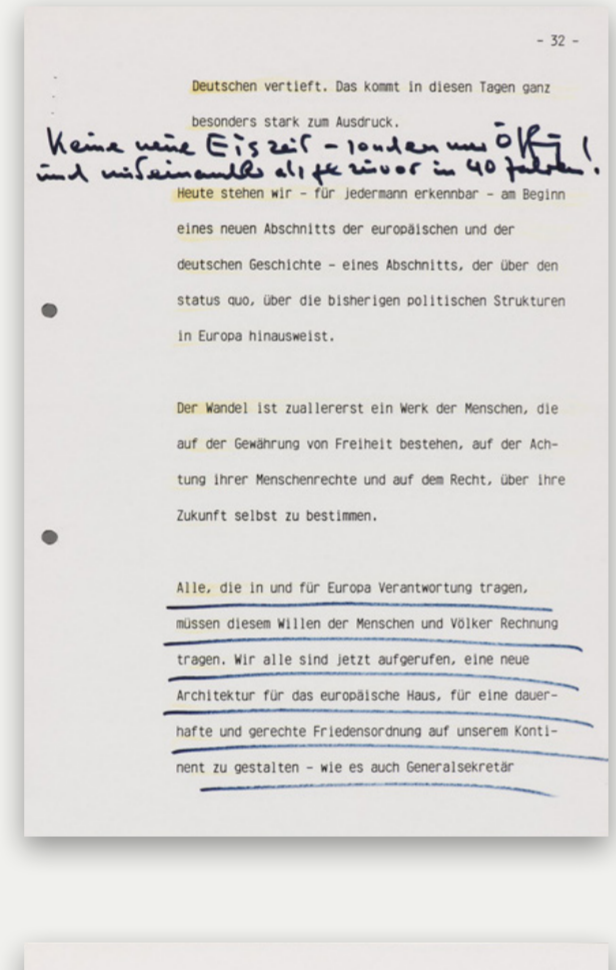 - 32 -
Deutschen vertieft. Das kommt in diesen Tagen ganz
besonders stark zum Ausdruck.
Keine neue Eiszeit - sondern
und miteinander als je zuvor in 40 Jahren!
Heute stehen wir - für jedermann erkennbar - am Beginn
eines neuen Abschnitts der europäischen und der
deutschen Geschichte - eines Abschnitts, der über den
status quo, über die bisherigen politischen Strukturen
in Europa hinausweist.
Der Wandel ist zuallererst ein Werk der Menschen, die
auf der Gewährung von Freiheit bestehen, auf der Ach-
tung ihrer Menschenrechte und auf dem Recht, über ihre
Zukunft selbst zu bestimmen.
Alle, die in und für Europa Verantwortung tragen,
müssen diesem Willen der Menschen und Völker Rechnung
tragen. Wir alle sind jetzt aufgerufen, eine neue
Architektur für das europäische Haus, für eine dauer-
hafte und gerechte Friedensordnung auf unserem Konti-
nent zu gestalten - wie es auch Generalsekretär